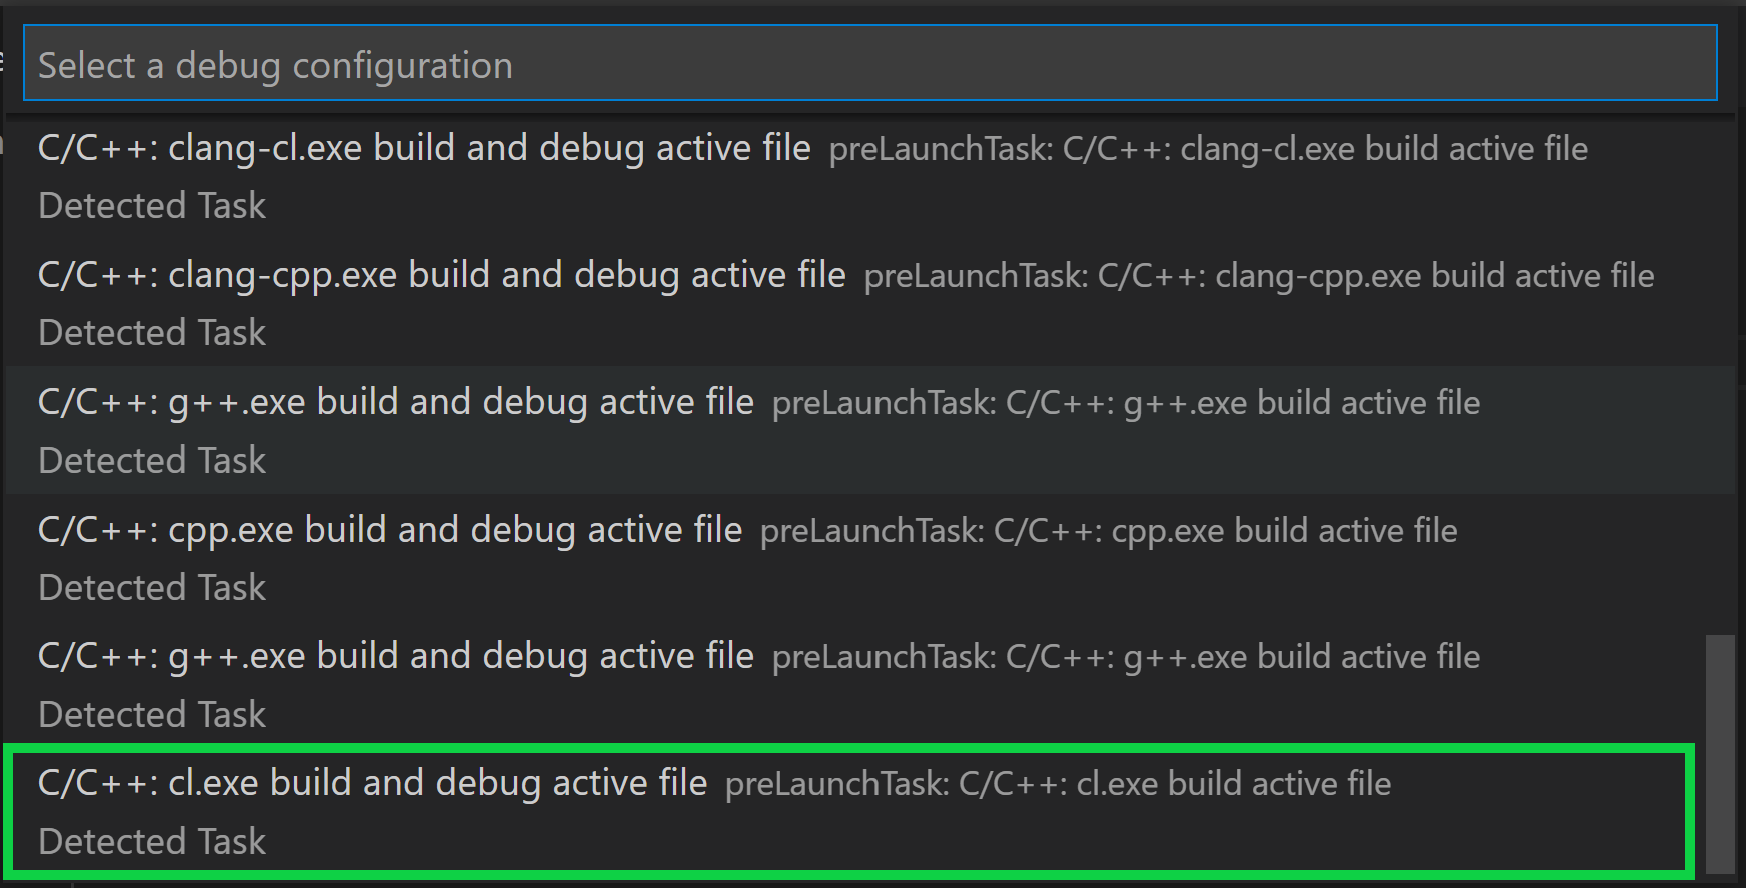 Select a debug configuration
C/C++: clang-cl.exe build and debug active file preLaunchTask: C/C++: clang-cl.exe build active file
Detected Task
C/C++: clang-cpp.exe build and debug active file preLaunchTask: C/C++: clang-cpp.exe build active file
Detected Task
C/C++: g++.exe build and debug active file preLaunchTask: C/C++: g++.exe build active file
Detected Task
C/C++: cpp.exe build and debug active file preLaunchTask: C/C++: cpp.exe build active file
Detected Task
C/C++: g++.exe build and debug active file preLaunchTask: C/C++: g++.exe build active file
Detected Task
C/C++: cl.exe build and debug active file preLaunchTask: C/C++: cl.exe build active file
Detected Task